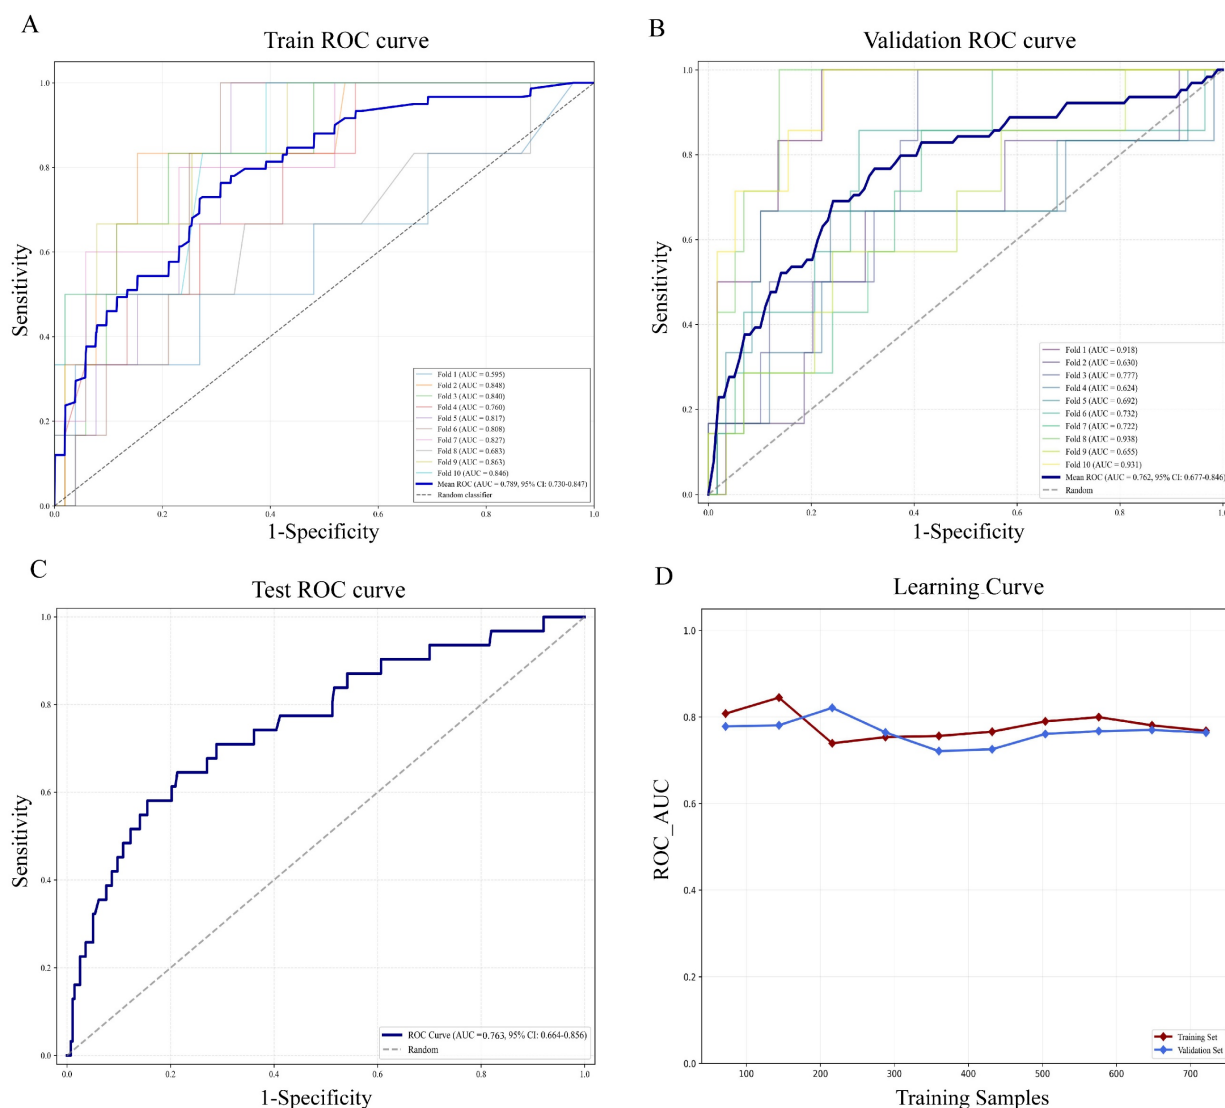 A
Train ROC curve
1.0
0.8
0.6
0.4
0.2
0.0
Sensitivity
Fold 1 (AUC = 0.595)
Fold 2 (AUC = 0.848)
Fold 3 (AUC = 0.840)
Fold 4 (AUC = 0.760)
Fold 5 (AUC = 0.817)
Fold 6 (AUC = 0.808)
Fold 7 (AUC = 0.827)
Fold 8 (AUC = 0.683)
Fold 9 (AUC = 0.863)
Fold 10 (AUC = 0.846)
Mean ROC (AUC = 0.789, 95% CI: 0.730-0.847)
Random classifier
0.0 0.2 0.4 0.6 0.8 1.0
1-Specificity
B
Validation ROC curve
1.0
0.8
0.6
0.4
0.2
0.0
Sensitivity
Fold 1 (AUC = 0.918)
Fold 2 (AUC = 0.630)
Fold 3 (AUC = 0.777)
Fold 4 (AUC = 0.624)
Fold 5 (AUC = 0.692)
Fold 6 (AUC = 0.732)
Fold 7 (AUC = 0.722)
Fold 8 (AUC = 0.938)
Fold 9 (AUC = 0.655)
Fold 10 (AUC = 0.931)
Mean ROC (AUC = 0.762, 95% CI: 0.677-0.846)
Random
0.0 0.2 0.4 0.6 0.8 1.0
1-Specificity
C
Test ROC curve
1.0
0.8
0.6
0.4
0.2
0.0
Sensitivity
ROC Curve (AUC =0.763, 95% CI: 0.664-0.856)
Random
0.0 0.2 0.4 0.6 0.8 1.0
1-Specificity
D
Learning Curve
1.0
0.8
0.6
0.4
0.2
0.0
ROC_AUC
Training Set
Validation Set
100 200 300 400 500 600 700
Training Samples